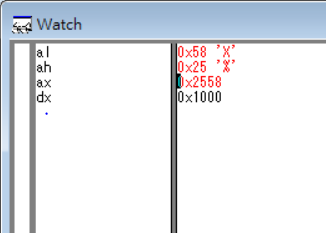 Watch
al 0x58 'X'
ah 0x25 '%'
ax 0x2558
dx 0x1000